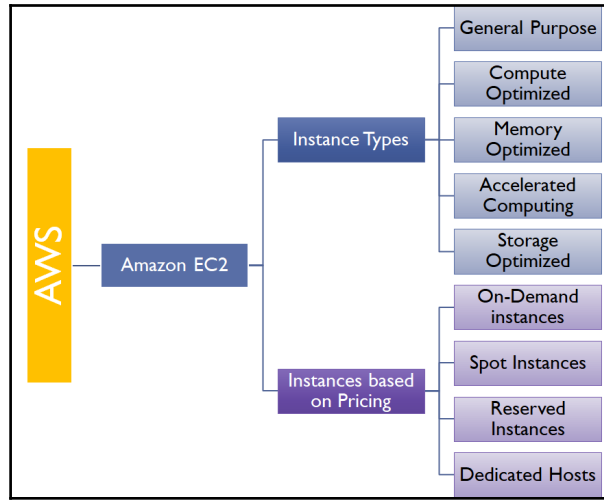 AWS
Amazon EC2
Instance Types
General Purpose
Compute
Optimized
Memory
Optimized
Accelerated
Computing
Storage
Optimized
Instances based
on Pricing
On-Demand
instances
Spot Instances
Reserved
Instances
Dedicated Hosts